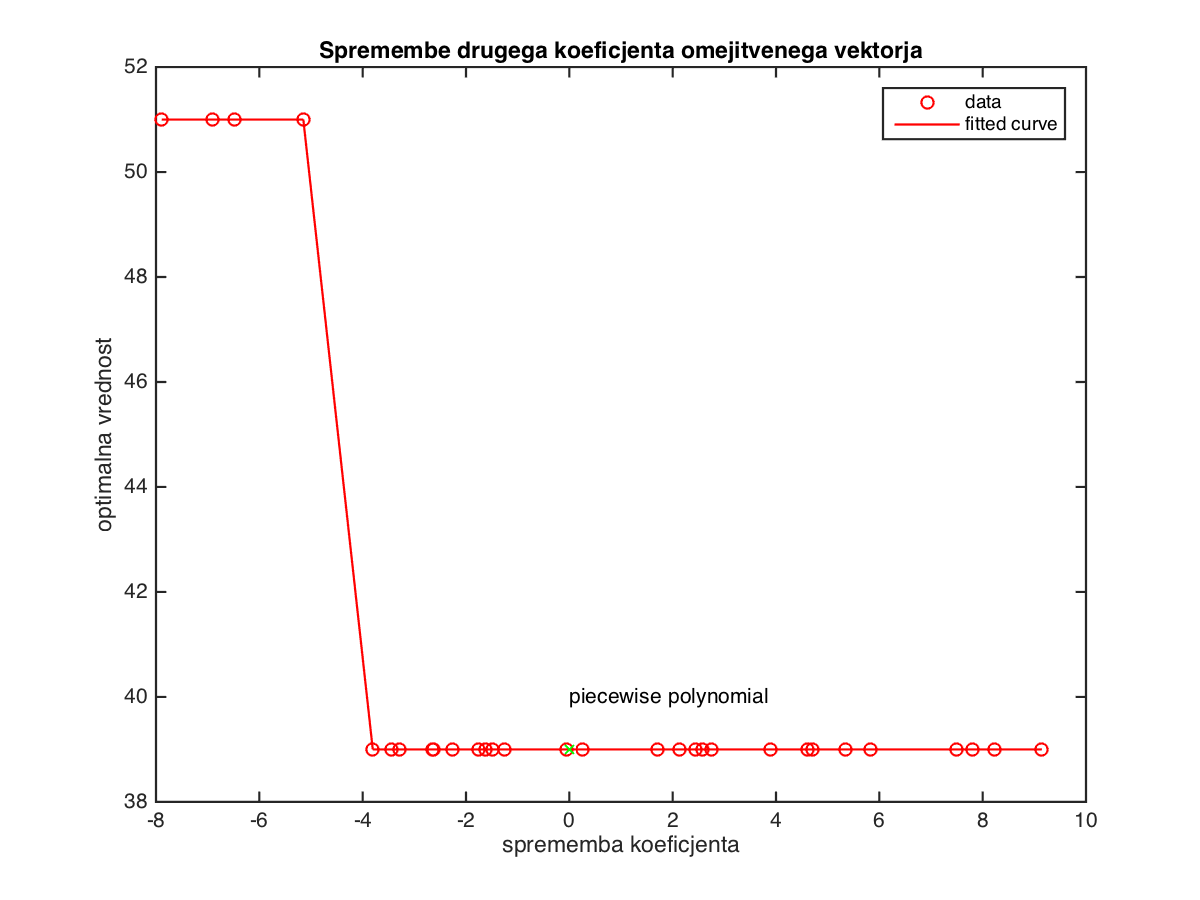 Spremembe drugega koeficjenta omejitvenega vektorja
data
fitted curve
52
50
48
46
44
42
40
38
optimalna vrednost
piecewise polynomial
-8 -6 -4 -2 0 2 4 6 8 10
sprememba koeficjenta